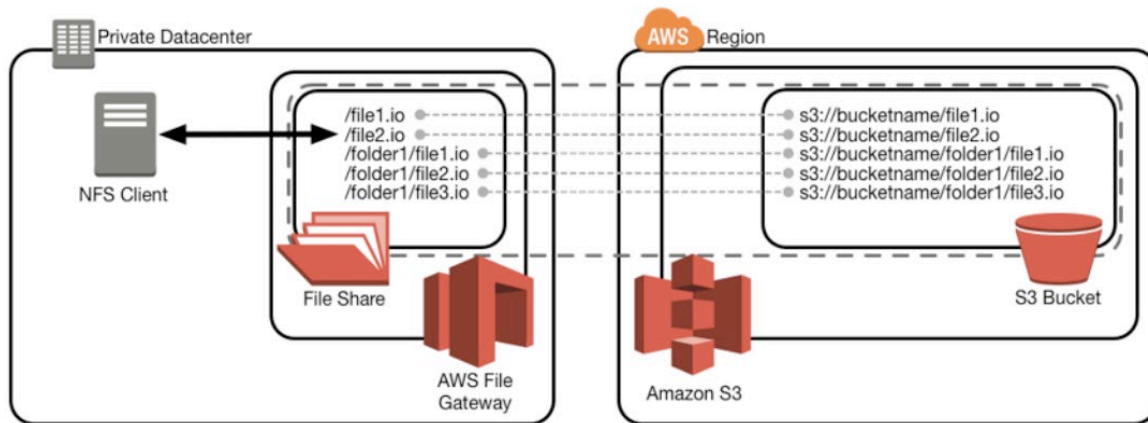 Private Datacenter
AWS Region
/file1.io
/file2.io
/folder1/file1.io
/folder1/file2.io
/folder1/file3.io
s3://bucketname/file1.io
s3://bucketname/file2.io
s3://bucketname/folder1/file1.io
s3://bucketname/folder1/file2.io
s3://bucketname/folder1/file3.io
NFS Client
File Share
S3 Bucket
AWS File
Gateway
Amazon S3